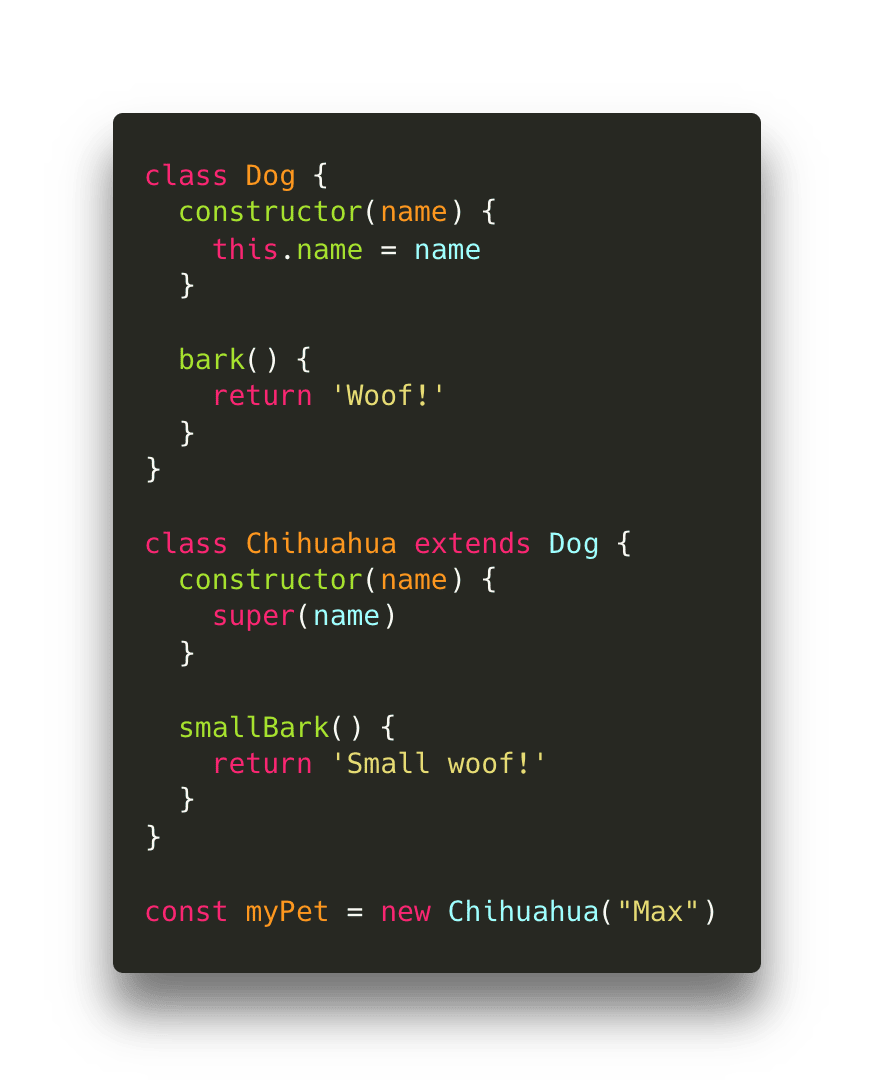 class Dog {
  constructor(name) {
    this.name = name
  }

  bark() {
    return 'Woof!'
  }
}

class Chihuahua extends Dog {
  constructor(name) {
    super(name)
  }

  smallBark() {
    return 'Small woof!'
  }
}

const myPet = new Chihuahua("Max")